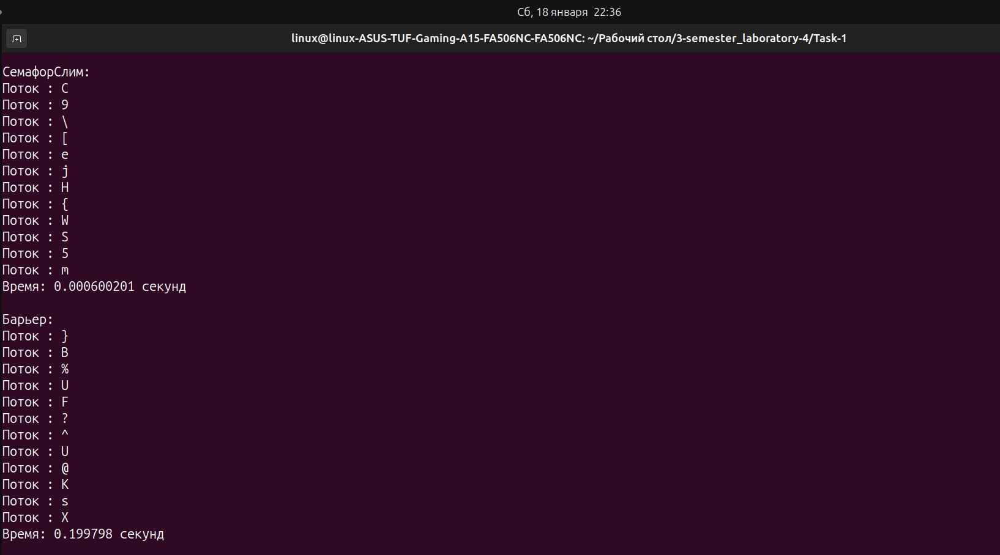 Сб, 18 января 22:36
linux@linux-ASUS-TUF-Gaming-A15-FA506NC-FA506NC: ~/Рабочий стол/3-semester_laboratory-4/Task-1
СемафорСлим:
Поток : C
Поток : 9
Поток : \
Поток : [
Поток : e
Поток : j
Поток : H
Поток : {
Поток : W
Поток : S
Поток : 5
Поток : m
Время: 0.000600201 секунд
Барьер:
Поток : }
Поток : B
Поток : %
Поток : U
Поток : F
Поток : ?
Поток : ^
Поток : U
Поток : @
Поток : K
Поток : s
Поток : X
Время: 0.199798 секунд